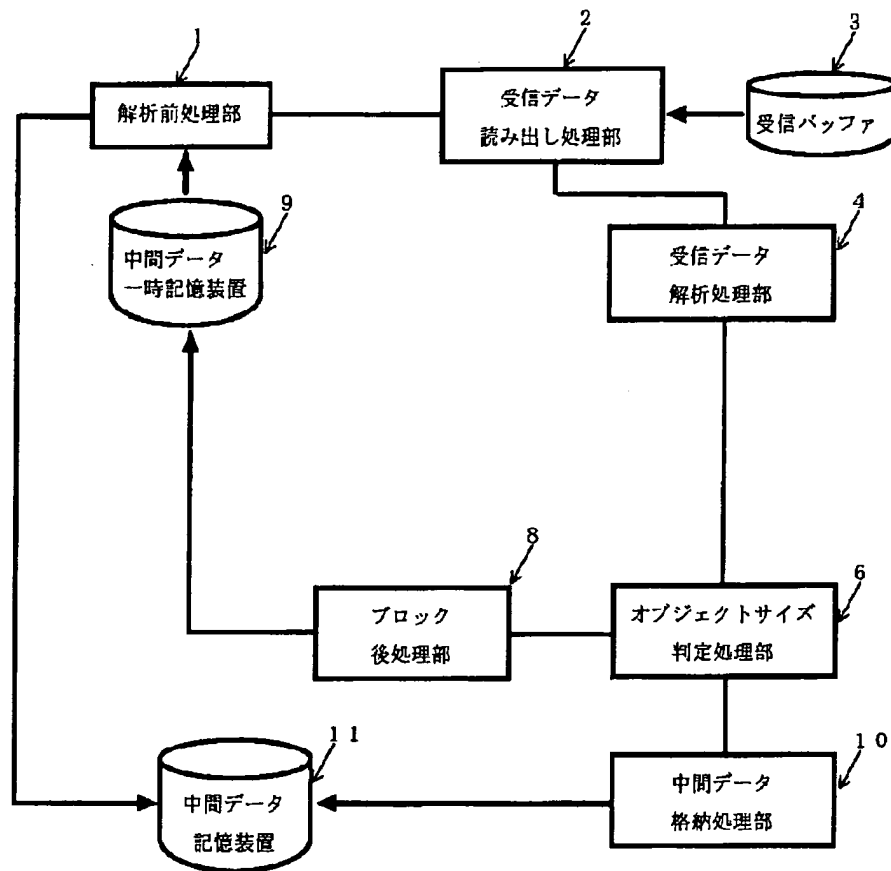 1
2
3
解析前処理部
受信データ
読み出し処理部
受信バッファ
9
4
中間データ
一時記憶装置
受信データ
解析処理部
8
6
ブロック
後処理部
オブジェクトサイズ
判定処理部
11
10
中間データ
記憶装置
中間データ
格納処理部